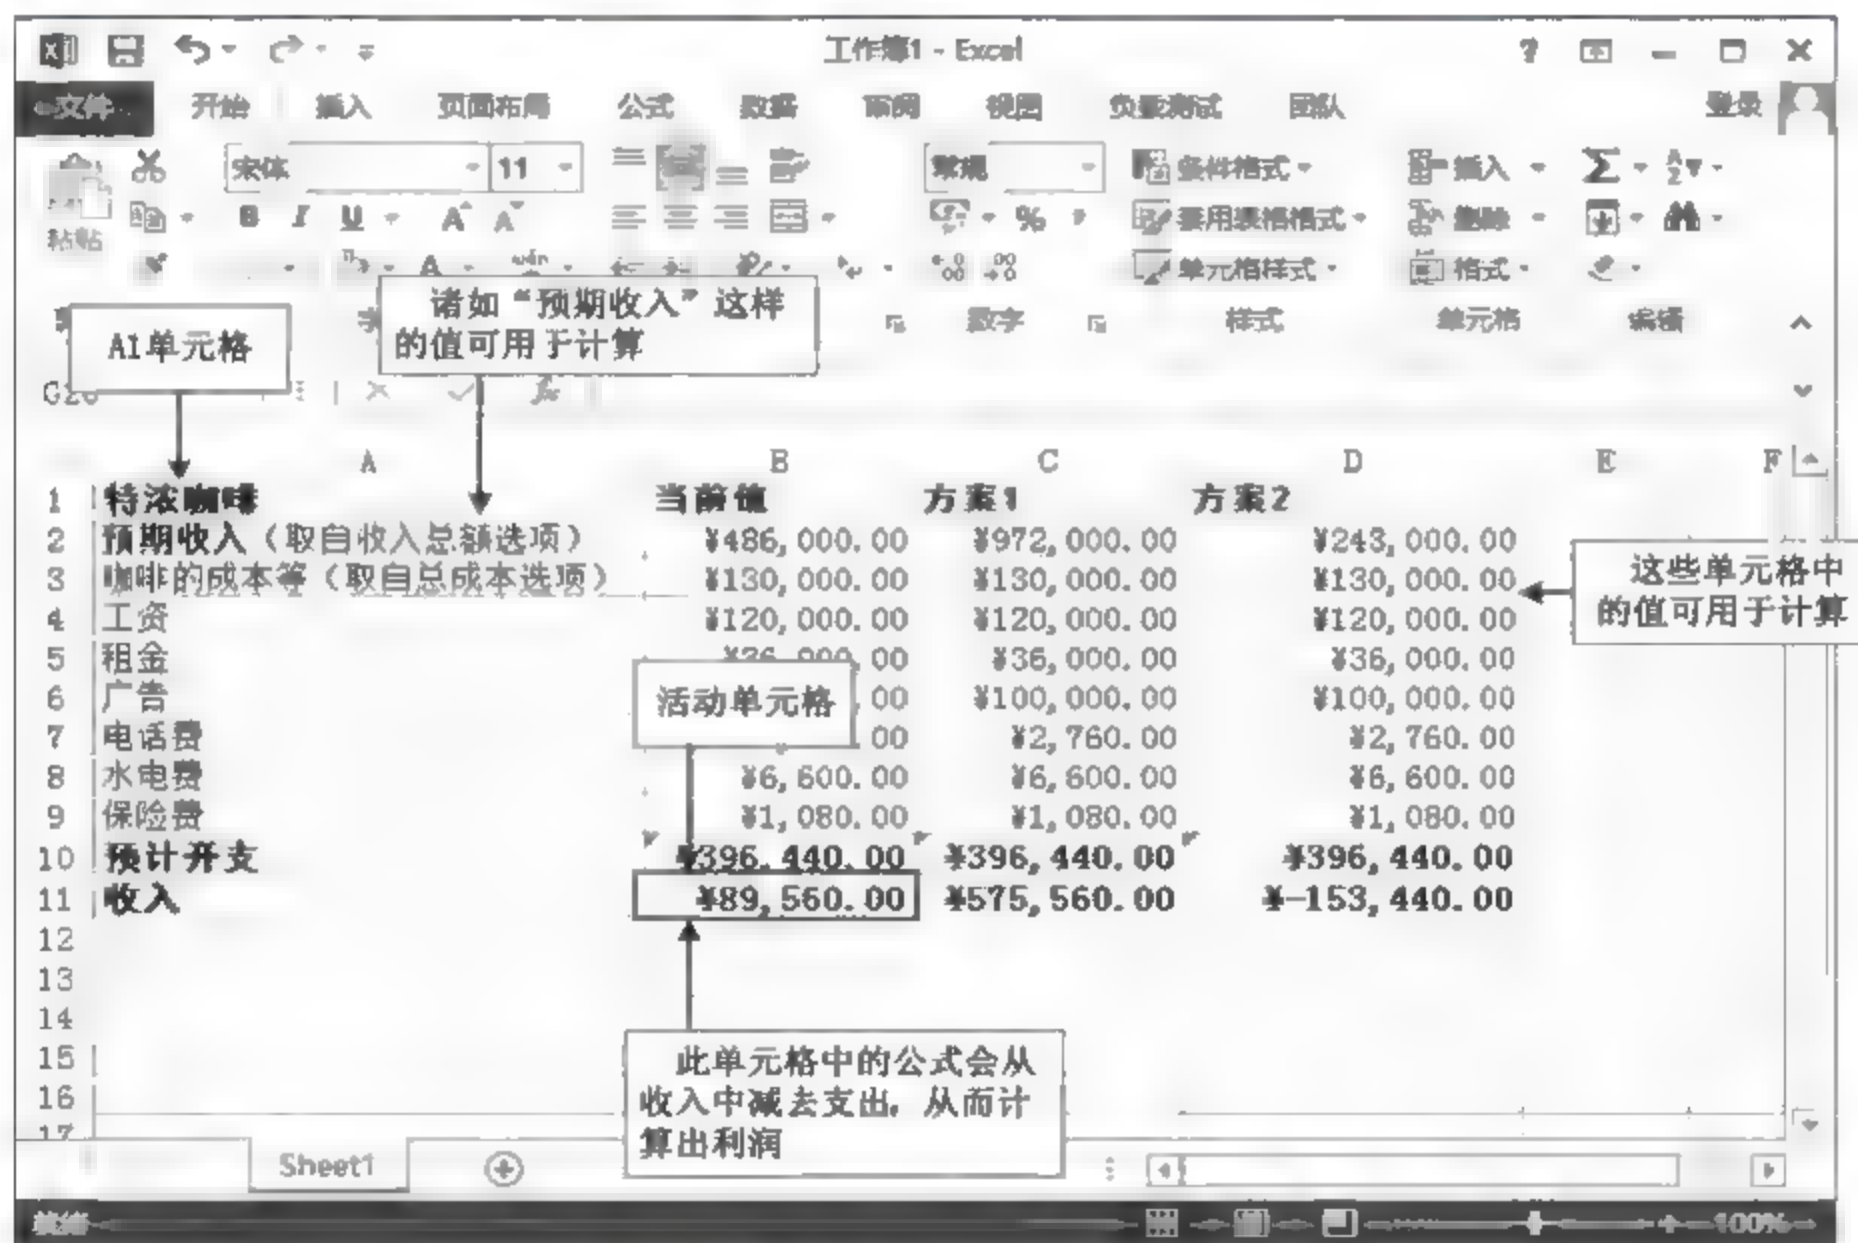 工作簿1 - Excel
文件 开始 插入 页面布局 公式 数据 审阅 视图 负载测试 团队 登录
宋体 11 常规 条件格式 插入
粘贴 B I U A A % 套用表格格式 删除
单元格样式 格式
数字 样式 单元格 编辑
A1单元格
诸如“预期收入”这样
的值可用于计算
A B C D E F
1 特浓咖啡 当前值 方案1 方案2
2 预期收入（取自收入总额选项） ¥486,000.00 ¥972,000.00 ¥243,000.00
3 咖啡的成本等（取自总成本选项） ¥130,000.00 ¥130,000.00 ¥130,000.00
4 工资 ¥120,000.00 ¥120,000.00 ¥120,000.00
5 租金 ¥36,000.00 ¥36,000.00 ¥36,000.00
6 广告 .00 ¥100,000.00 ¥100,000.00
7 电话费 .00 ¥2,760.00 ¥2,760.00
8 水电费 ¥6,600.00 ¥6,600.00 ¥6,600.00
9 保险费 ¥1,080.00 ¥1,080.00 ¥1,080.00
10 预计开支 ¥396,440.00 ¥396,440.00 ¥396,440.00
11 收入 ¥89,560.00 ¥575,560.00 ¥-153,440.00
12
13
14
15
16
17
这些单元格中
的值可用于计算
活动单元格
此单元格中的公式会从
收入中减去支出，从而计
算出利润
Sheet1
就绪 100%